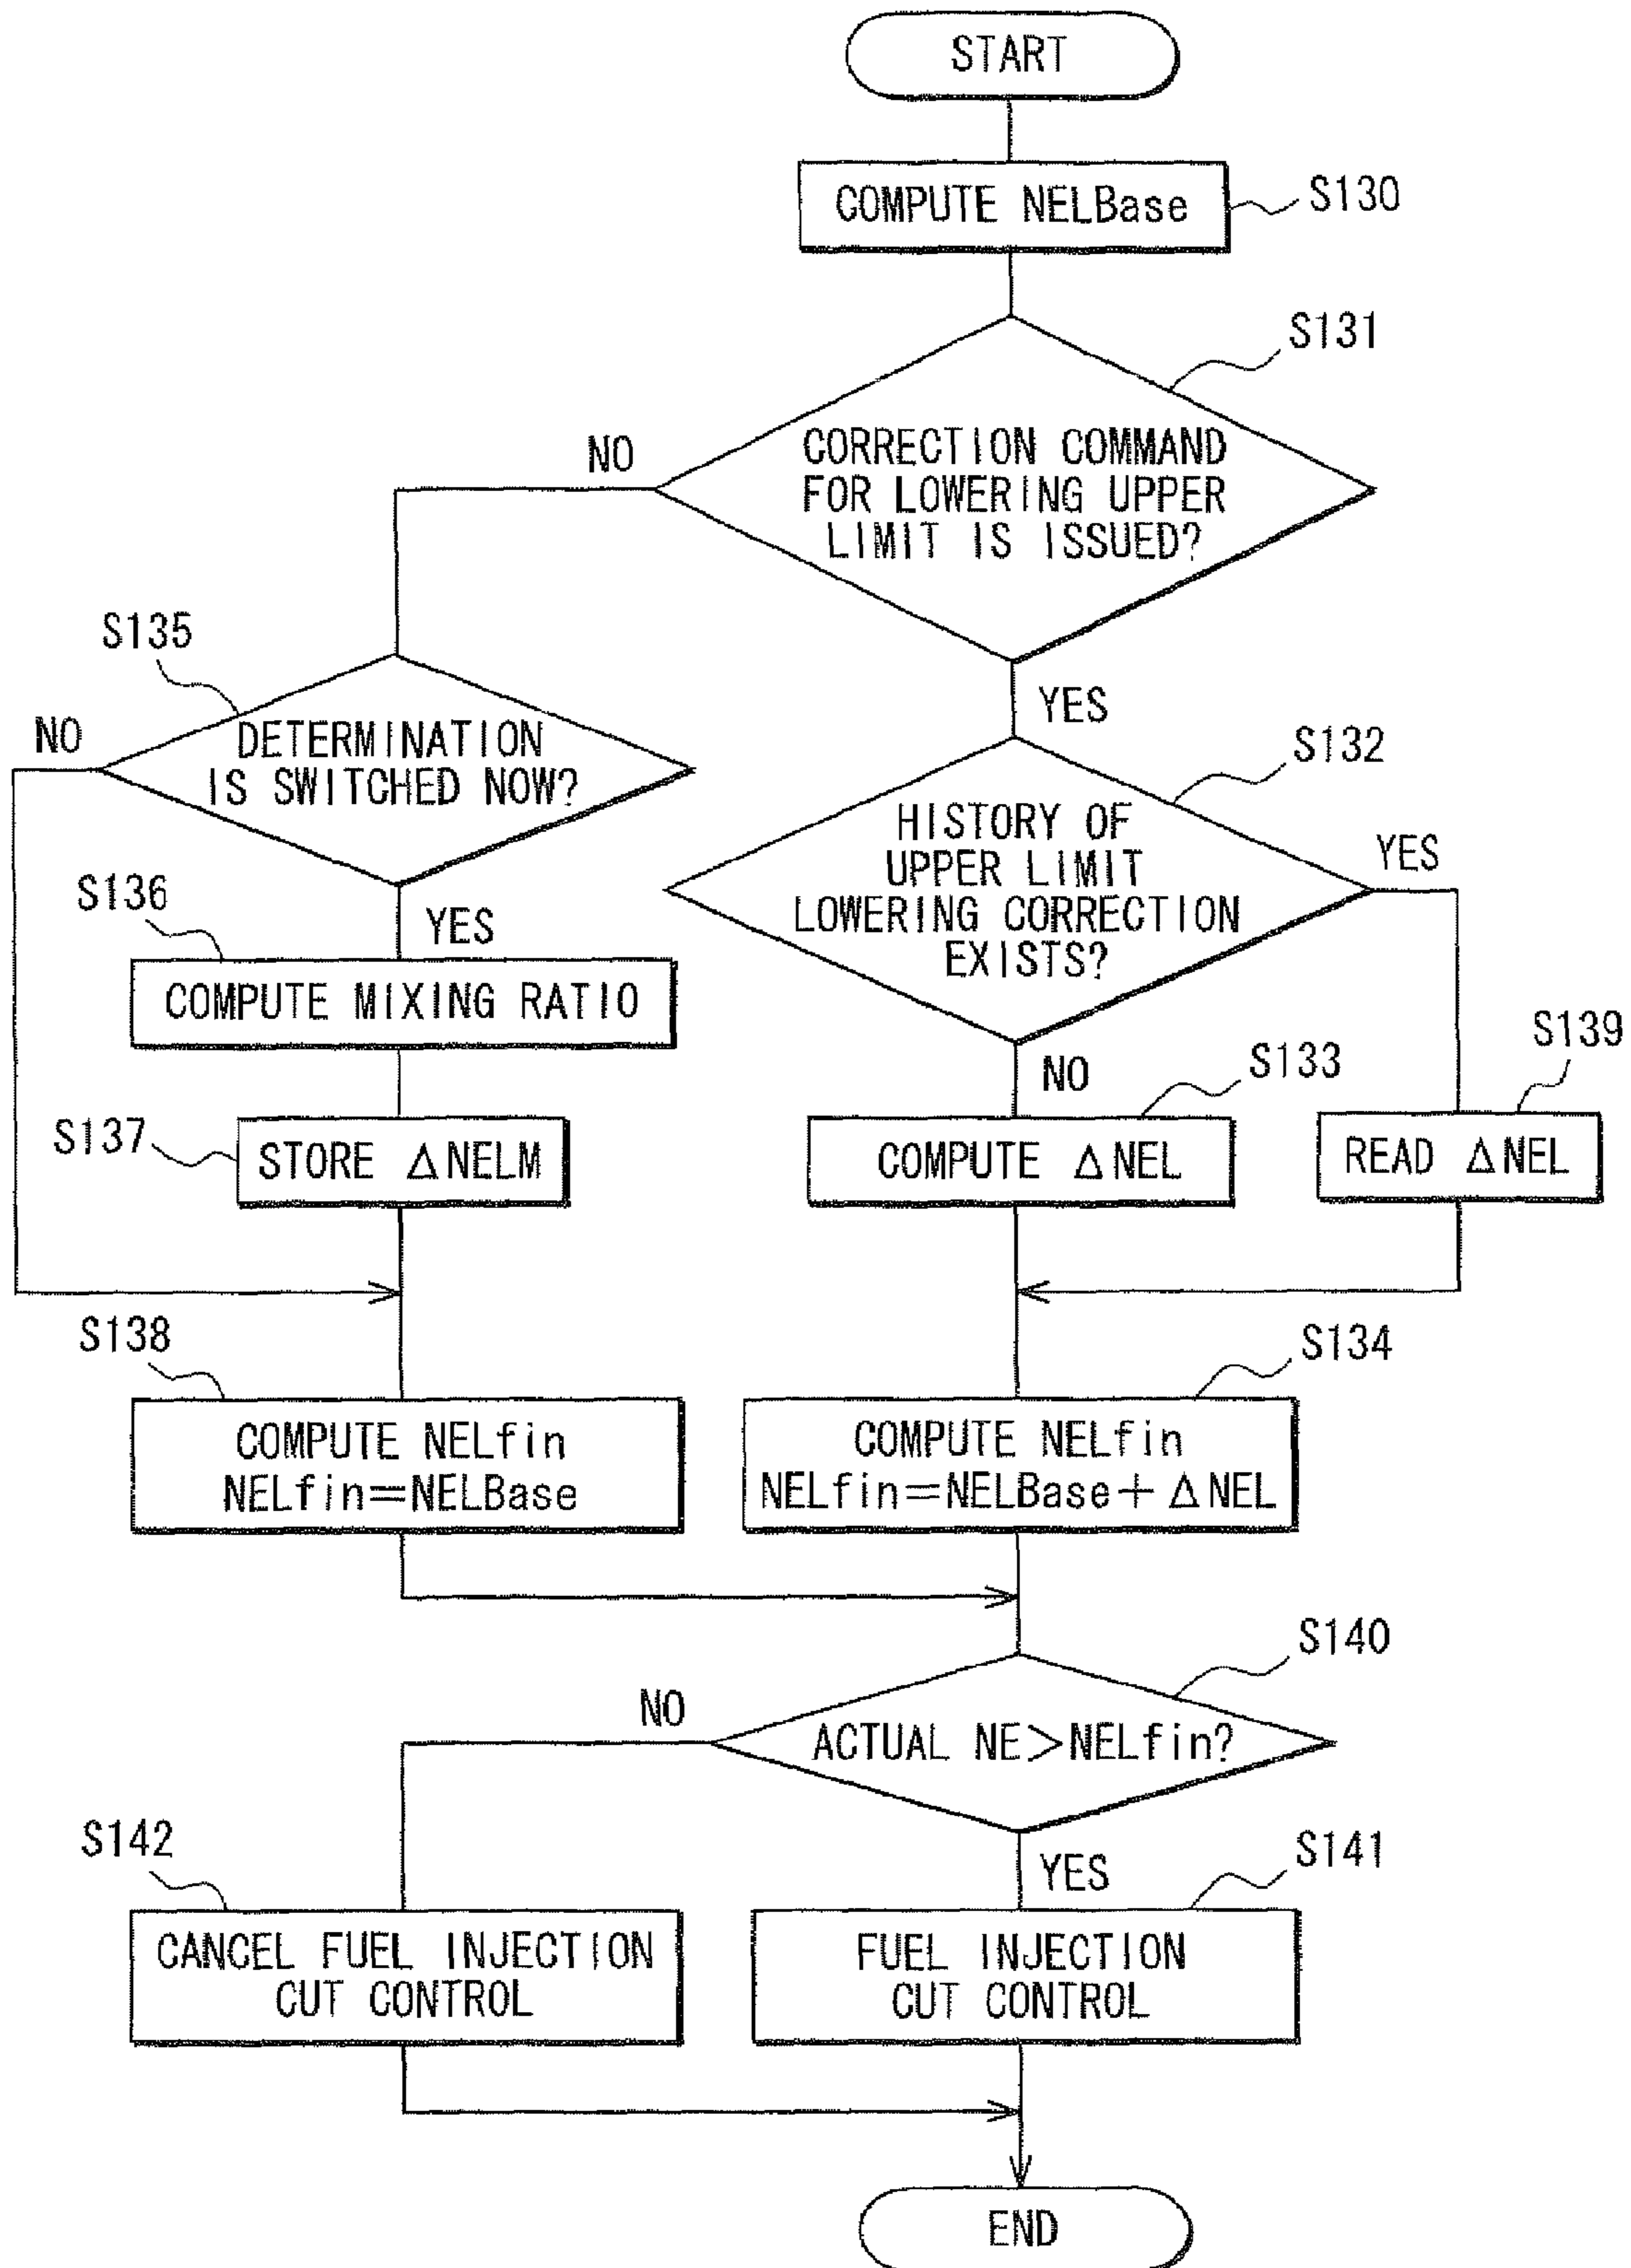 START
COMPUTE NELBase
S130
S131
CORRECTION COMMAND
FOR LOWERING UPPER
LIMIT IS ISSUED?
NO
YES
S135
DETERMINATION
IS SWITCHED NOW?
NO
YES
S132
HISTORY OF
UPPER LIMIT
LOWERING CORRECTION
EXISTS?
YES
NO
S136
COMPUTE MIXING RATIO
S137
STORE ΔNELM
S133
COMPUTE ΔNEL
S139
READ ΔNEL
S138
COMPUTE NELfin
NELfin=NELBase
S134
COMPUTE NELfin
NELfin=NELBase+ΔNEL
S140
ACTUAL NE>NELfin?
NO
YES
S142
CANCEL FUEL INJECTION
CUT CONTROL
S141
FUEL INJECTION
CUT CONTROL
END